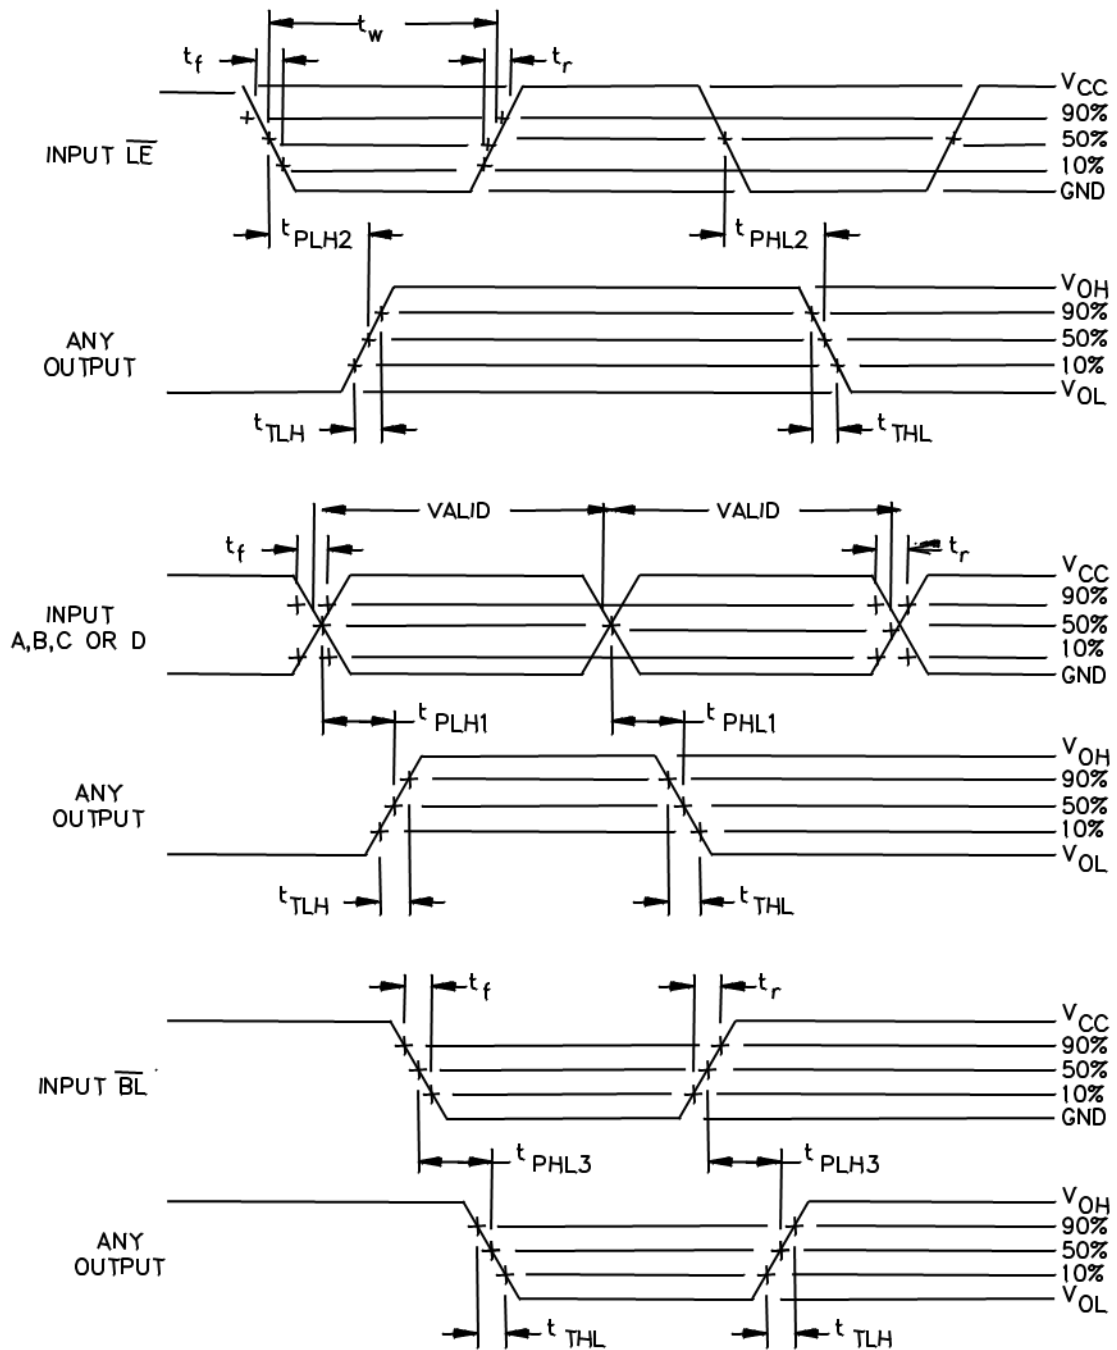 tw
tf
tr
VCC
90%
50%
10%
GND
INPUT L̅E̅
tPLH2
tPHL2
VOH
90%
50%
10%
VOL
ANY
OUTPUT
tTLH
tTHL
VALID
VALID
tf
tr
VCC
90%
50%
10%
GND
INPUT
A,B,C OR D
tPLH1
tPHL1
VOH
90%
50%
10%
VOL
ANY
OUTPUT
tTLH
tTHL
tf
tr
VCC
90%
50%
10%
GND
INPUT B̅L̅
tPHL3
tPLH3
VOH
90%
50%
10%
VOL
ANY
OUTPUT
tTHL
tTLH